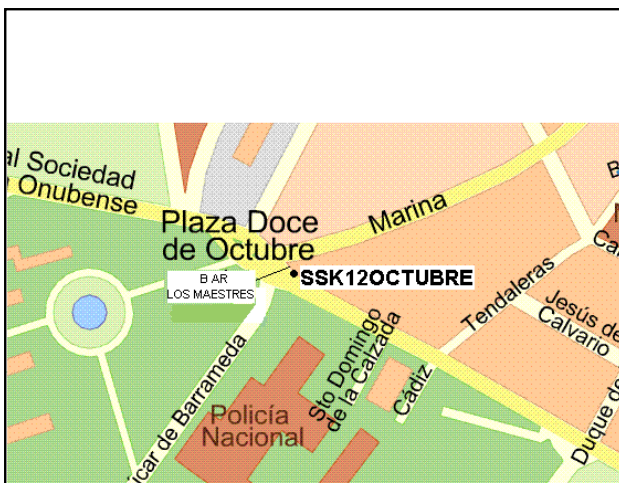 al Sociedad
Onubense
Plaza Doce
de Octubre
Marina
B AR
LOS MAESTRES
SSK12OCTUBRE
Tendaleras
Jesús de
Calvario
Sto Domingo
de la Calzada
Cádiz
Policía
Nacional
úcar de Barrameda
Duque de